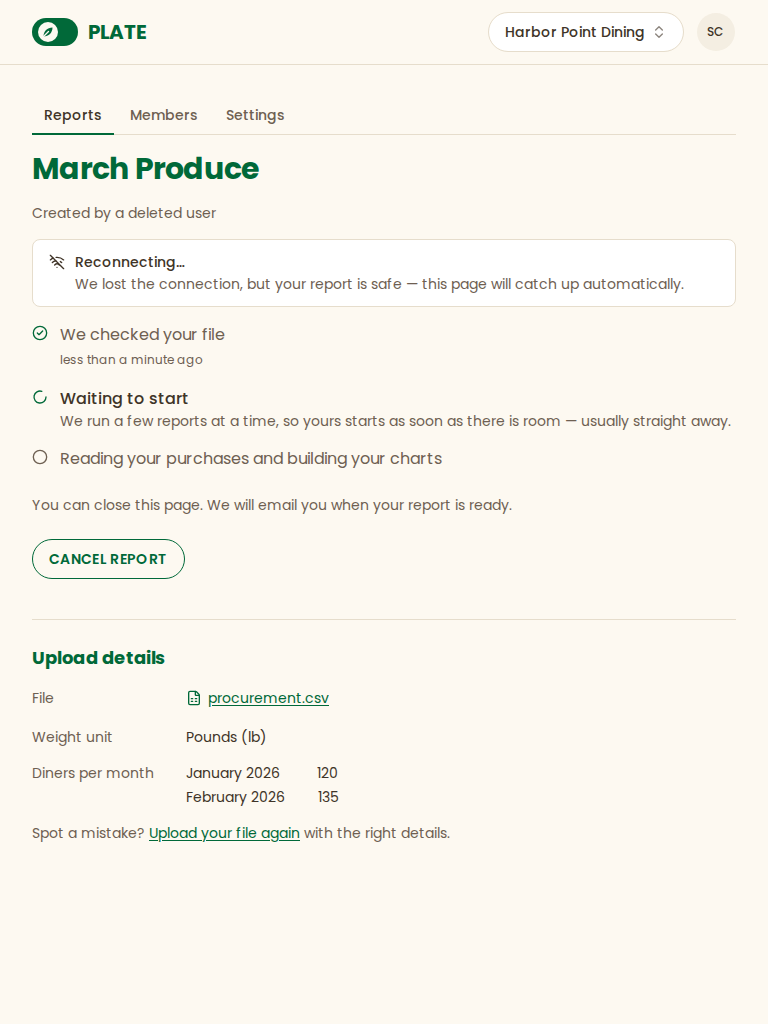 PLATE
Harbor Point Dining
SC
Reports
Members
Settings
March Produce
Created by a deleted user
Reconnecting…
We lost the connection, but your report is safe — this page will catch up automatically.
We checked your file
less than a minute ago
Waiting to start
We run a few reports at a time, so yours starts as soon as there is room — usually straight away.
Reading your purchases and building your charts
You can close this page. We will email you when your report is ready.
CANCEL REPORT
Upload details
File
procurement.csv
Weight unit
Pounds (lb)
Diners per month
January 2026 120
February 2026 135
Spot a mistake? Upload your file again with the right details.